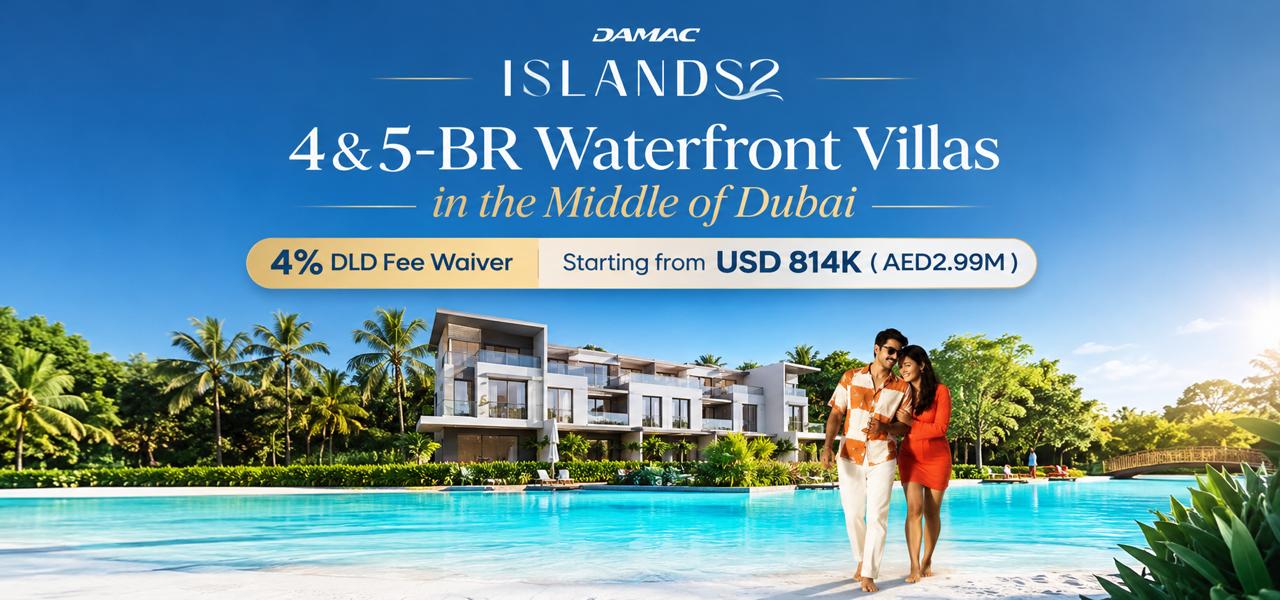 DAMAC
ISLANDS2
4 & 5-BR Waterfront Villas
in the Middle of Dubai
4% DLD Fee Waiver Starting from USD 814K ( AED2.99M )